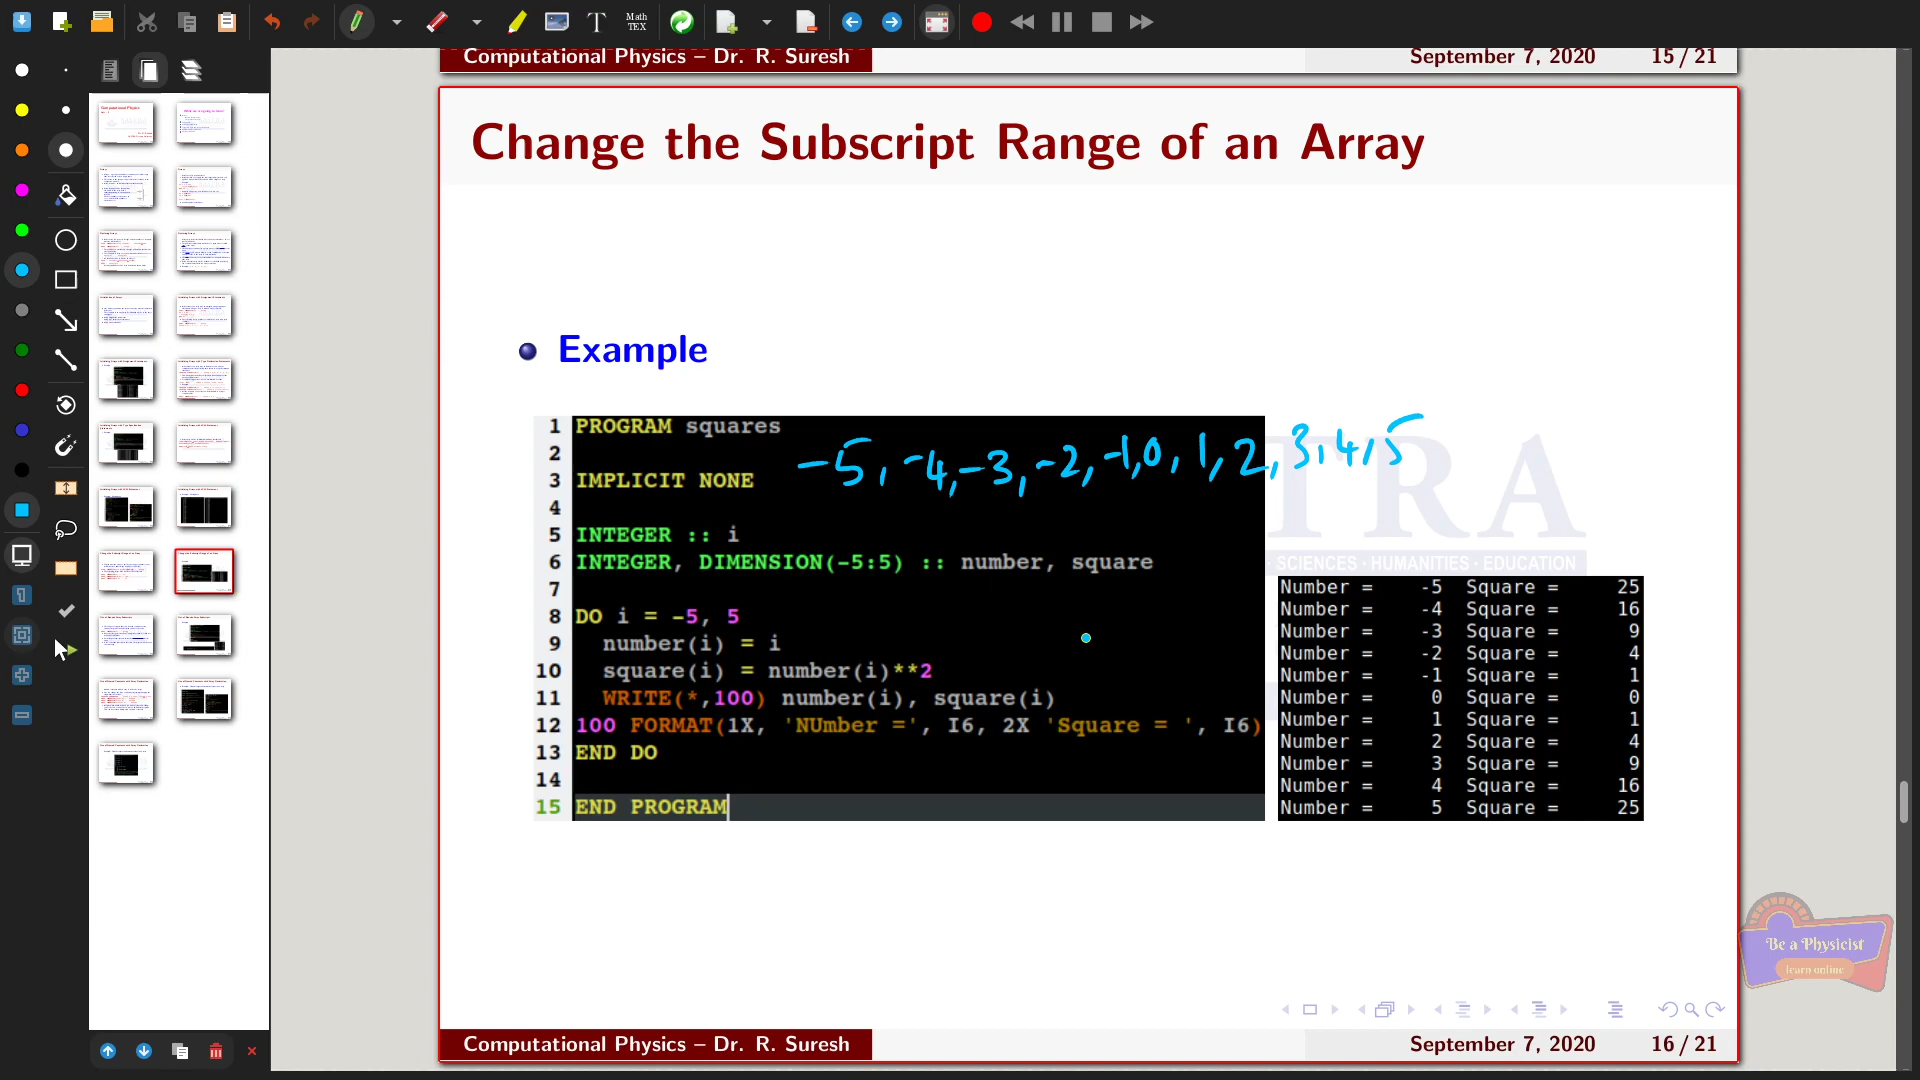 Math
TEX
Computational Physics – Dr. R. Suresh September 7, 2020 15 / 21
Change the Subscript Range of an Array
Example
1 PROGRAM squares
2
3 IMPLICIT NONE
-5, -4, -3, -2, -1, 0, 1, 2, 3, 4, 5
4
5 INTEGER :: i
6 INTEGER, DIMENSION(-5:5) :: number, square
7
8 DO i = -5, 5
9 number(i) = i
10 square(i) = number(i)**2
11 WRITE(*,100) number(i), square(i)
12 100 FORMAT(1X, 'NUmber =', I6, 2X 'Square = ', I6)
13 END DO
14
15 END PROGRAM
TRA
SCIENCES · HUMANITIES · EDUCATION
Number = -5 Square = 25
Number = -4 Square = 16
Number = -3 Square = 9
Number = -2 Square = 4
Number = -1 Square = 1
Number = 0 Square = 0
Number = 1 Square = 1
Number = 2 Square = 4
Number = 3 Square = 9
Number = 4 Square = 16
Number = 5 Square = 25
Be a Physicist
learn online
Computational Physics – Dr. R. Suresh September 7, 2020 16 / 21